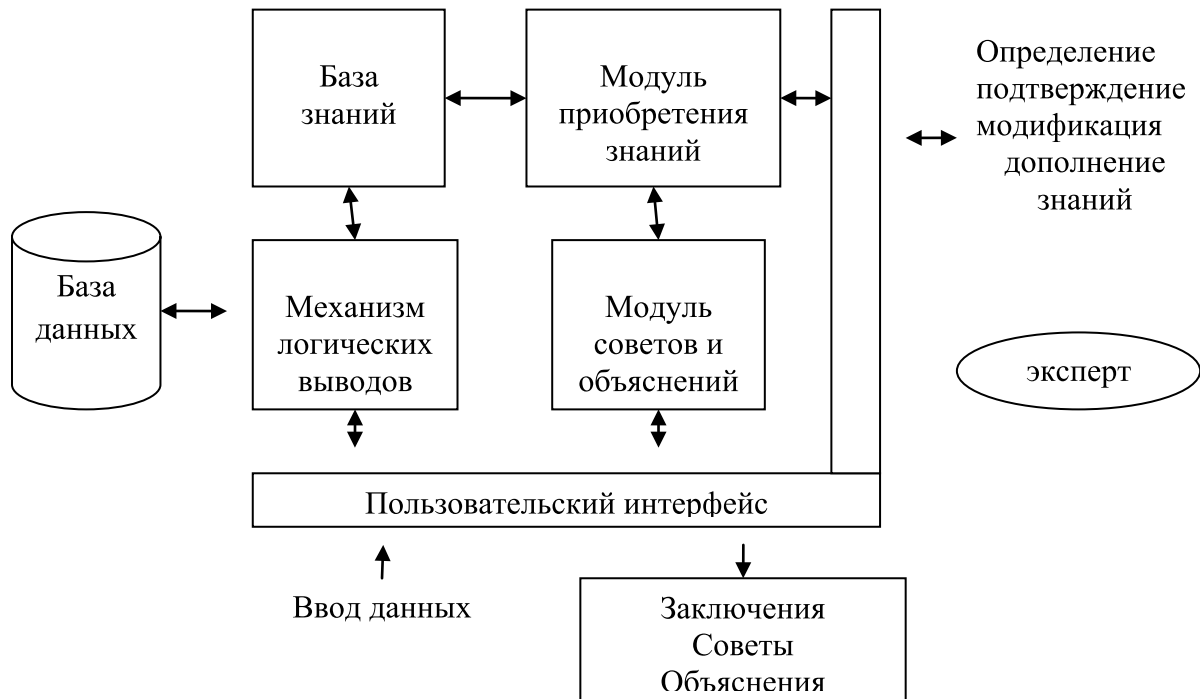 База
знаний
Модуль
приобретения
знаний
Определение
подтверждение
модификация
дополнение
знаний
База
данных
Механизм
логических
выводов
Модуль
советов и
объяснений
эксперт
Пользовательский интерфейс
Ввод данных
Заключения
Советы
Объяснения